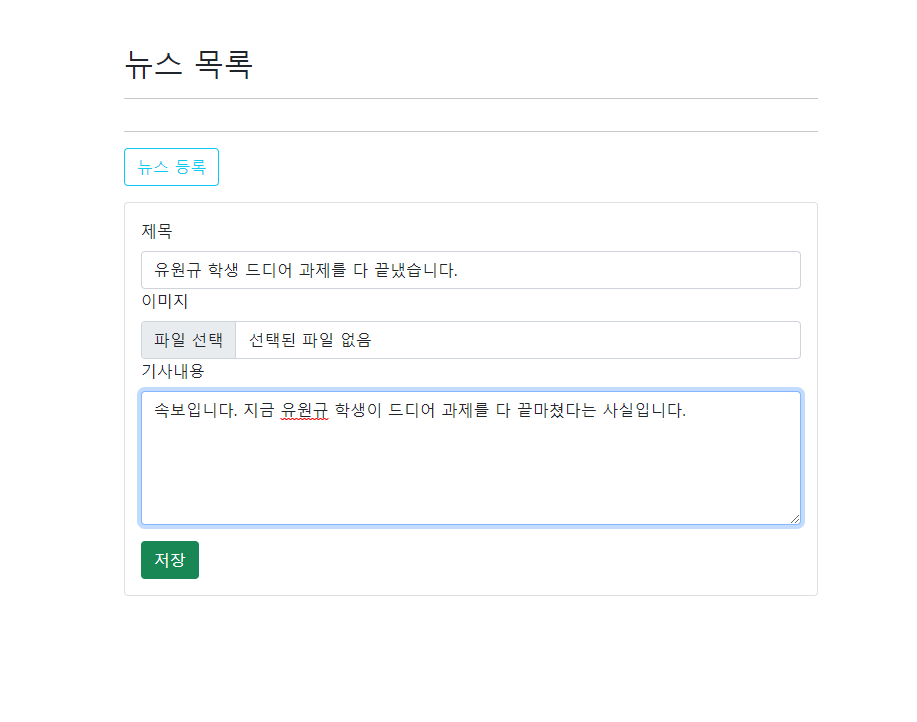 뉴스 목록
뉴스 등록
제목
유원규 학생 드디어 과제를 다 끝냈습니다.
이미지
파일 선택 선택된 파일 없음
기사내용
속보입니다. 지금 유원규 학생이 드디어 과제를 다 끝마쳤다는 사실입니다.
저장